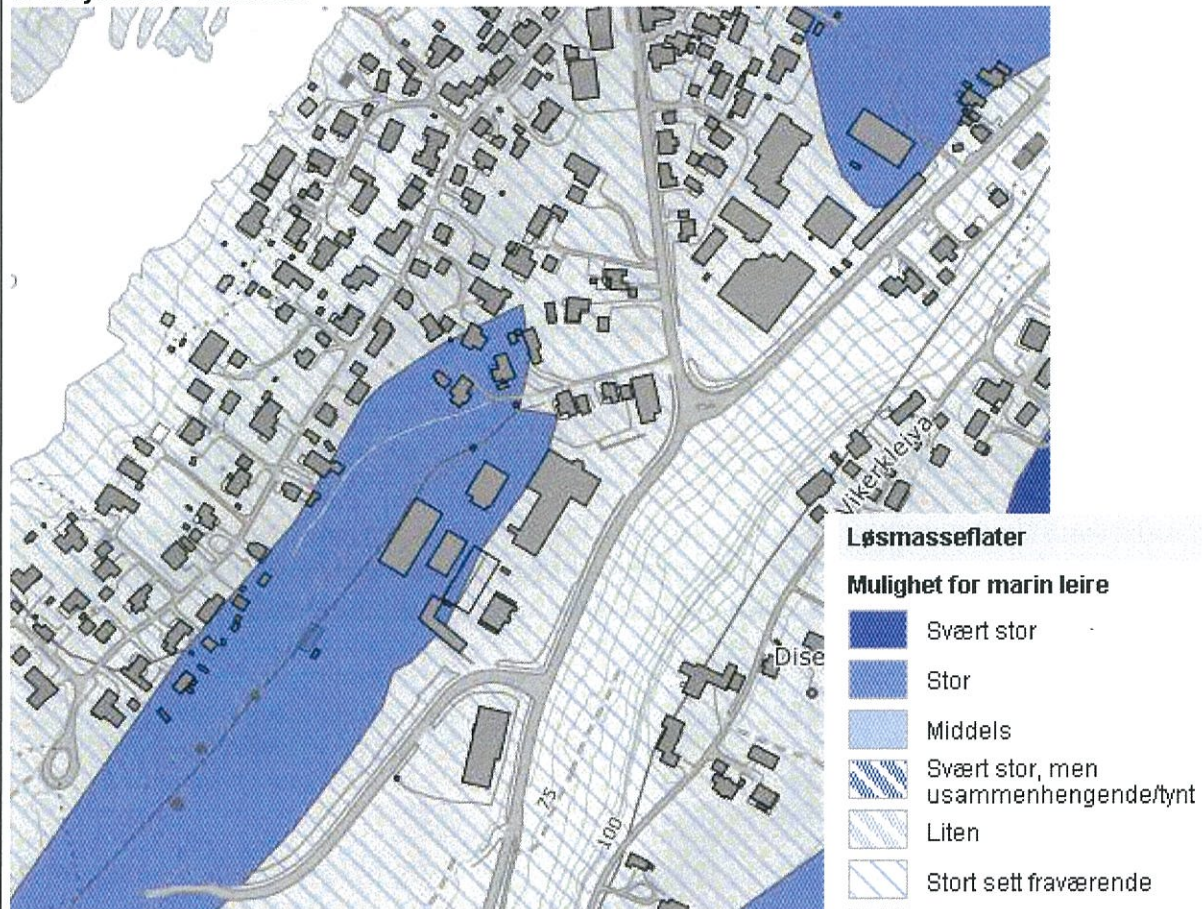 Vikerkleiva
Dise
75
100
Løsmasseflater
Mulighet for marin leire
Svært stor
Stor
Middels
Svært stor, men
usammenhengende/tynt
Liten
Stort sett fraværende